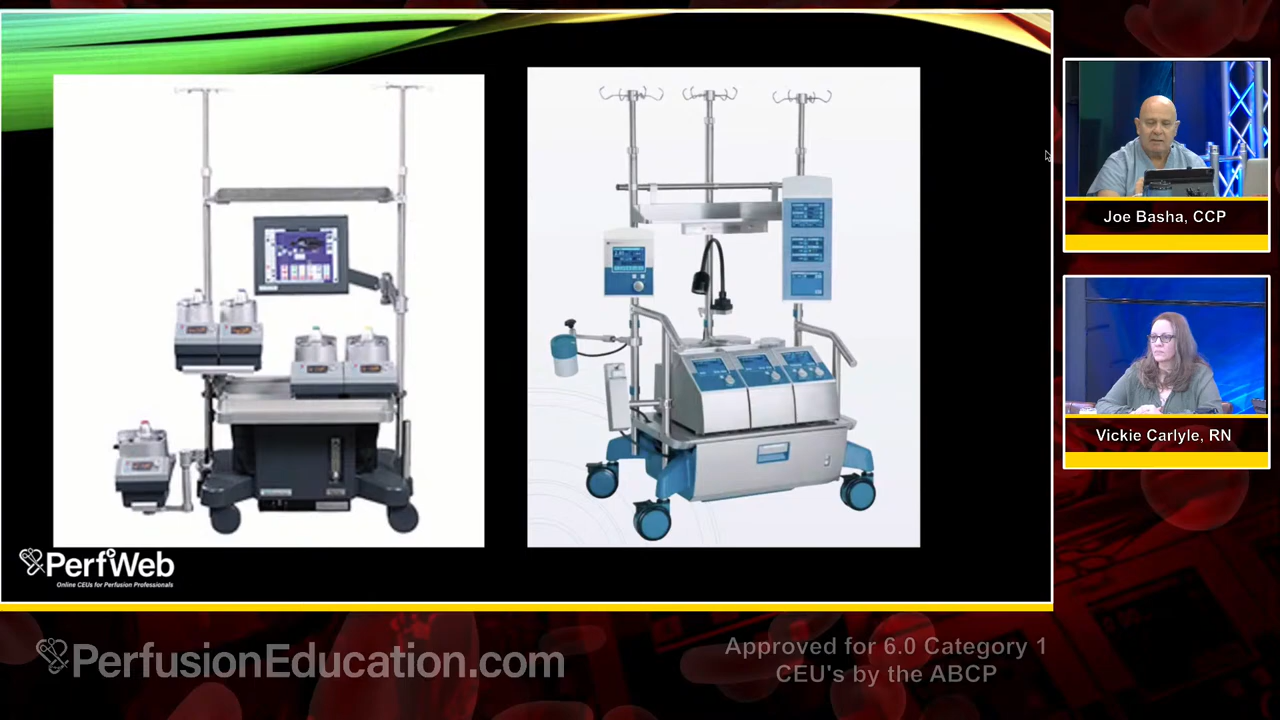 PerfWeb
Online CEUs for Perfusion Professionals
Joe Basha, CCP
Vickie Carlyle, RN
PerfusionEducation.com
Approved for 6.0 Category 1
CEU's by the ABCP